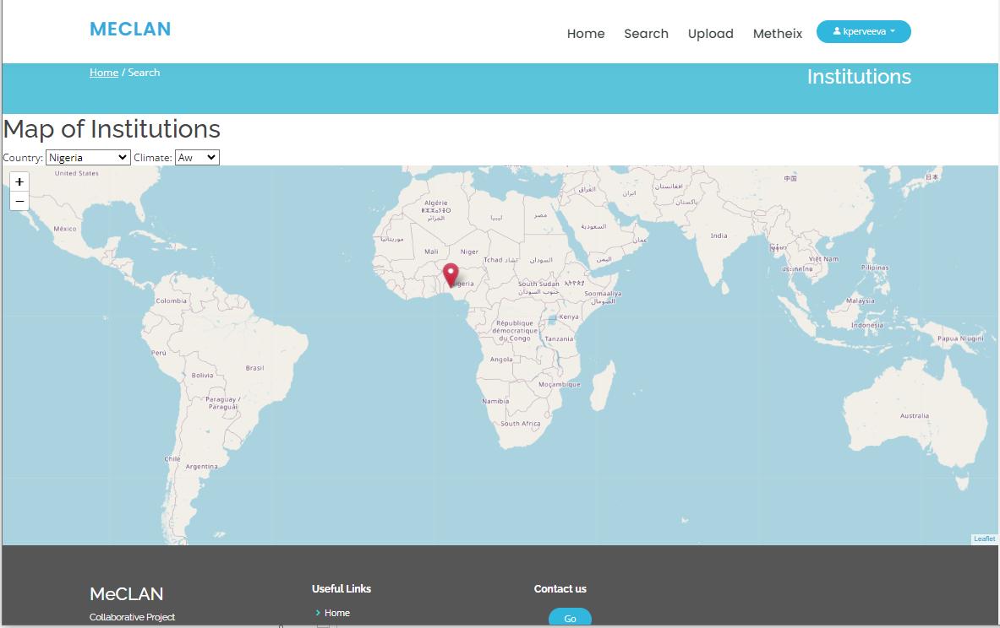 MECLAN
Home Search Upload Metheix kperveeva
Home / Search
Institutions
Map of Institutions
Country: Nigeria Climate: Aw
+
−
United States
México
Colombia
Perú
Brasil
Bolivia
Paraguay /
Paraguái
Chile
Argentina
Algérie
ⵍⵣⵣⴰⵢⴻⵔ
الجزائر
ليبيا
مصر
موريتانيا
Mali
Niger
Tchad تشاد
السودان
Nigeria
South Sudan
جنوب السودان
Soomaaliya
الصومال
Kenya
République
démocratique
du Congo
Tanzania
Angola
Moçambique
Namibia
South Africa
العراق
ایران
افغانستان
پاکستان
السعودية
عمان
اليمن
India
中国
日本
Việt Nam
ประเทศไทย
Pilipinas
Malaysia
Indonesia
Papua Niugini
Australia
Leaflet
MeCLAN
Collaborative Project
Useful Links
Home
Contact us
Go